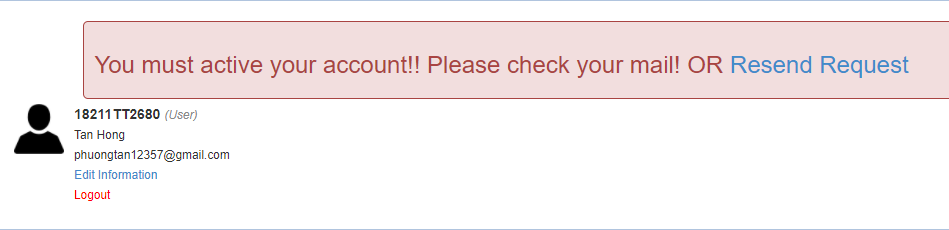 You must active your account!! Please check your mail! OR Resend Request
18211TT2680 (User)
Tan Hong
phuongtan12357@gmail.com
Edit Information
Logout